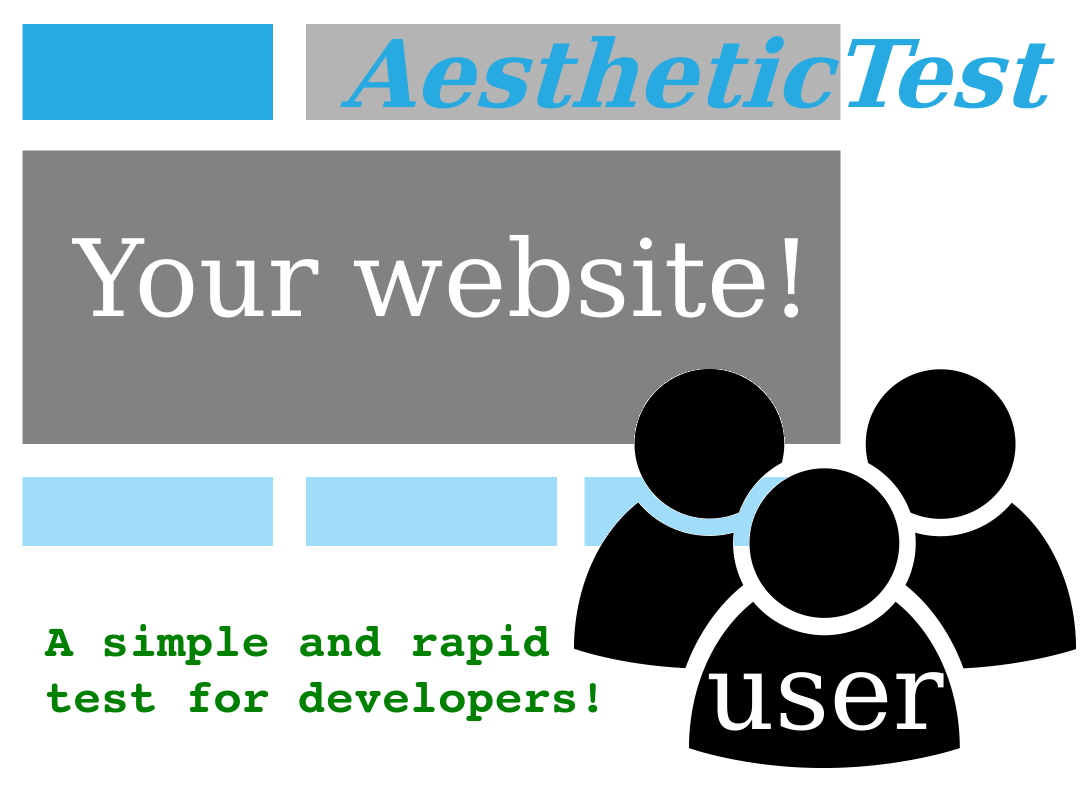 AestheticTest
Your website!
A simple and rapid
test for developers!
user